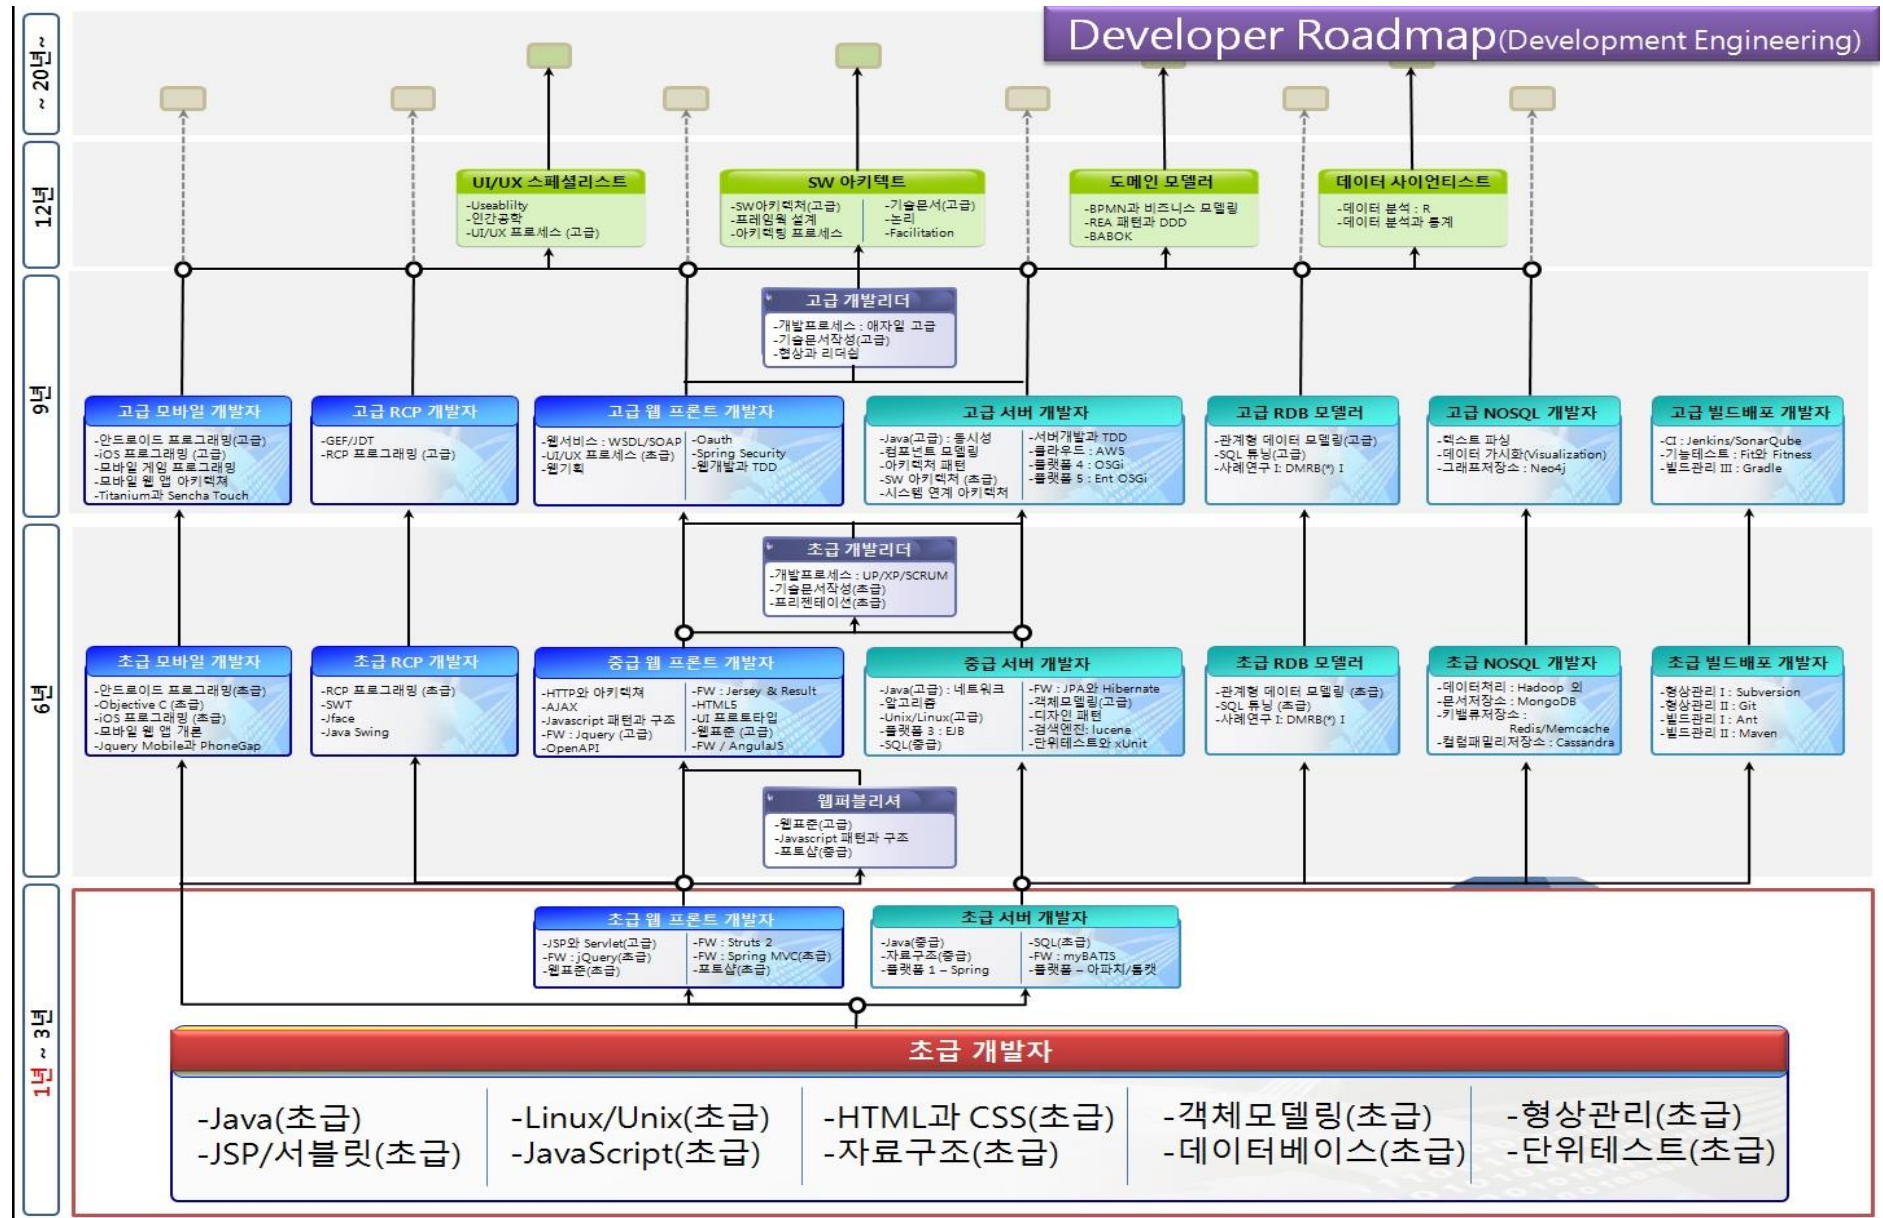 Developer Roadmap(Development Engineering)
~ 20년~
12년
UI/UX 스페셜리스트
-Useablilty
-인간공학
-UI/UX 프로세스 (고급)
SW 아키텍트
-SW아키텍처(고급)
-프레임웍 설계
-아키텍팅 프로세스
-기술문서(고급)
-논리
-Facilitation
도메인 모델러
-BPMN과 비즈니스 모델링
-REA 패턴과 DDD
-BABOK
데이터 사이언티스트
-데이터 분석 : R
-데이터 분석과 통계
9년
고급 개발리더
-개발프로세스 : 애자일 고급
-기술문서작성(고급)
-협상과 리더쉽
고급 모바일 개발자
-안드로이드 프로그래밍(고급)
-iOS 프로그래밍 (고급)
-모바일 게임 프로그래밍
-모바일 웹 앱 아키텍쳐
-Titanium과 Sencha Touch
고급 RCP 개발자
-GEF/JDT
-RCP 프로그래밍 (고급)
고급 웹 프론트 개발자
-웹서비스 : WSDL/SOAP
-UI/UX 프로세스 (초급)
-웹기획
-Oauth
-Spring Security
-웹개발과 TDD
고급 서버 개발자
-Java(고급) : 동시성
-컴포넌트 모델링
-아키텍처 패턴
-SW 아키텍처 (초급)
-시스템 연계 아키텍처
-서버개발과 TDD
-클라우드 : AWS
-플랫폼 4 : OSGi
-플랫폼 5 : Ent OSGi
고급 RDB 모델러
-관계형 데이터 모델링(고급)
-SQL 튜닝(고급)
-사례연구 I: DMRB(*) I
고급 NOSQL 개발자
-텍스트 파싱
-데이터 가시화(Visualization)
-그래프저장소 : Neo4j
고급 빌드배포 개발자
-CI : Jenkins/SonarQube
-기능테스트 : Fit와 Fitness
-빌드관리 III : Gradle
6년
초급 개발리더
-개발프로세스 : UP/XP/SCRUM
-기술문서작성(초급)
-프리젠테이션(초급)
초급 모바일 개발자
-안드로이드 프로그래밍(초급)
-Objective C (초급)
-iOS 프로그래밍 (초급)
-모바일 웹 앱 개론
-Jquery Mobile과 PhoneGap
초급 RCP 개발자
-RCP 프로그래밍 (초급)
-SWT
-Jface
-Java Swing
중급 웹 프론트 개발자
-HTTP와 아키텍쳐
-AJAX
-Javascript 패턴과 구조
-FW : Jquery (고급)
-OpenAPI
-FW : Jersey & Result
-HTML5
-UI 프로토타입
-웹표준 (고급)
-FW / AngulaJS
중급 서버 개발자
-Java(고급) : 네트워크
-알고리즘
-Unix/Linux(고급)
-플랫폼 3 : EJB
-SQL(중급)
-FW : JPA와 Hibernate
-객체모델링(고급)
-디자인 패턴
-검색엔진: lucene
-단위테스트와 xUnit
초급 RDB 모델러
-관계형 데이터 모델링 (초급)
-SQL 튜닝 (초급)
-사례연구 I: DMRB(*) I
초급 NOSQL 개발자
-데이터처리 : Hadoop 외
-문서저장소 : MongoDB
-키밸류저장소 :
Redis/Memcache
-컬럼패밀리저장소 : Cassandra
초급 빌드배포 개발자
-형상관리 I : Subversion
-형상관리 II : Git
-빌드관리 I : Ant
-빌드관리 II : Maven
웹퍼블리셔
-웹표준(고급)
-Javascript 패턴과 구조
-포토샵(중급)
1년 ~ 3년
초급 웹 프론트 개발자
-JSP와 Servlet(고급)
-FW : jQuery(초급)
-웹표준(초급)
-FW : Struts 2
-FW : Spring MVC(초급)
-포토샵(초급)
초급 서버 개발자
-Java(중급)
-자료구조(중급)
-플랫폼 1 – Spring
-SQL(초급)
-FW : myBATIS
-플랫폼 – 아파치/톰캣
초급 개발자
-Java(초급)
-JSP/서블릿(초급)
-Linux/Unix(초급)
-JavaScript(초급)
-HTML과 CSS(초급)
-자료구조(초급)
-객체모델링(초급)
-데이터베이스(초급)
-형상관리(초급)
-단위테스트(초급)